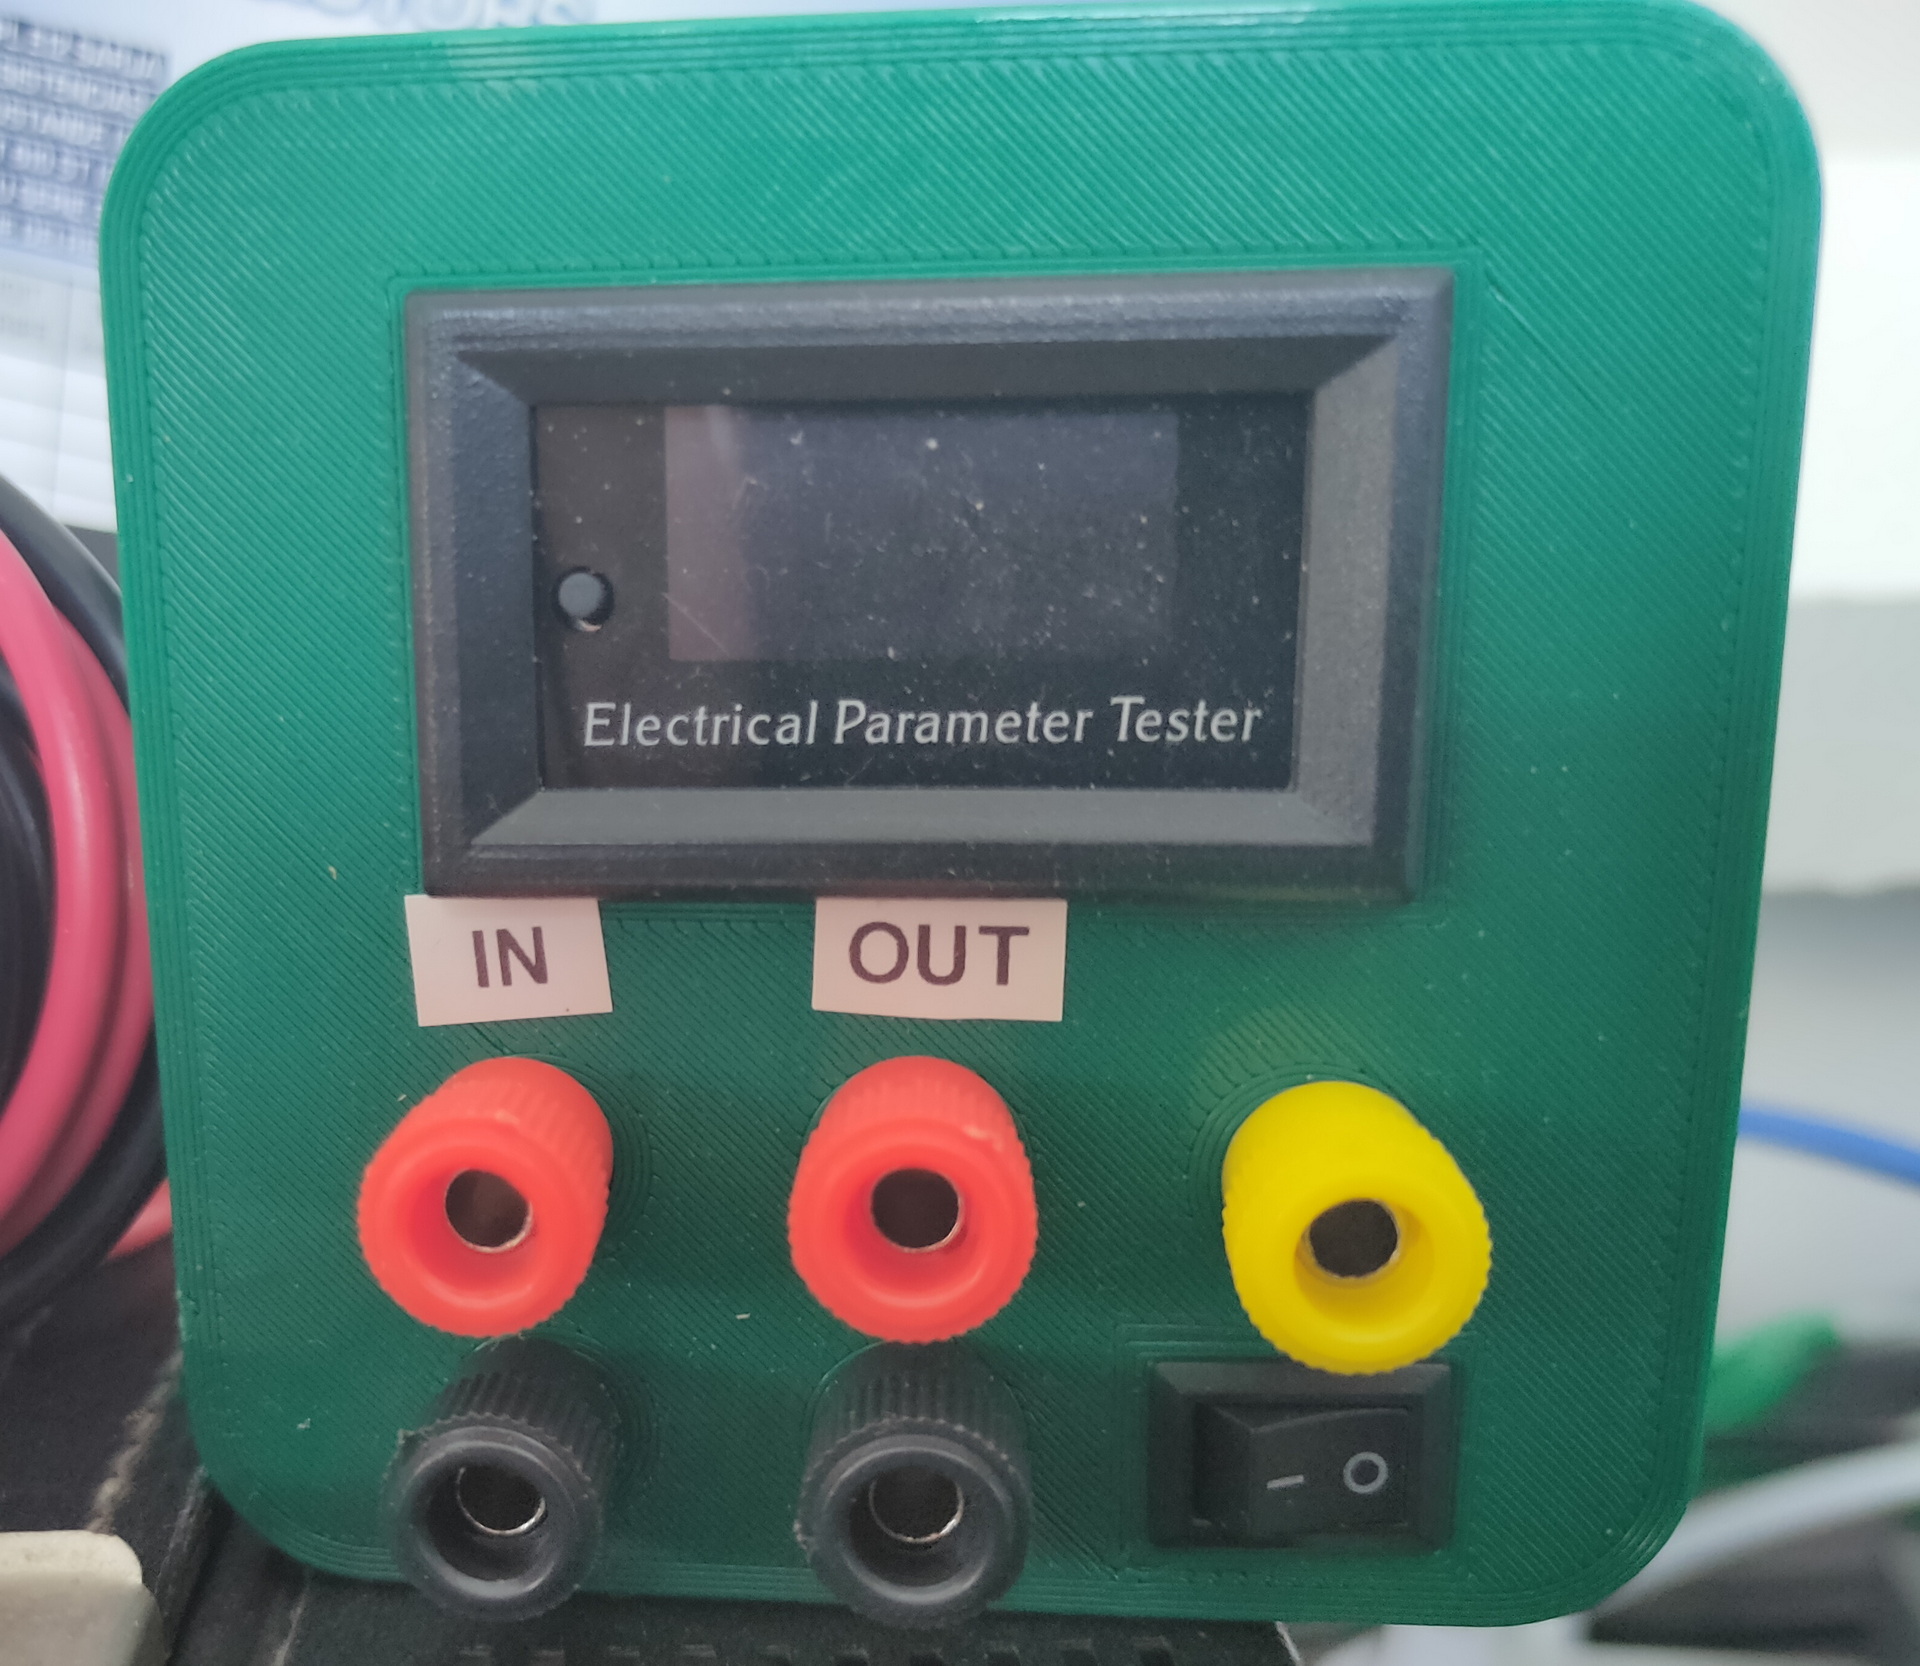 Electrical Parameter Tester
IN
OUT